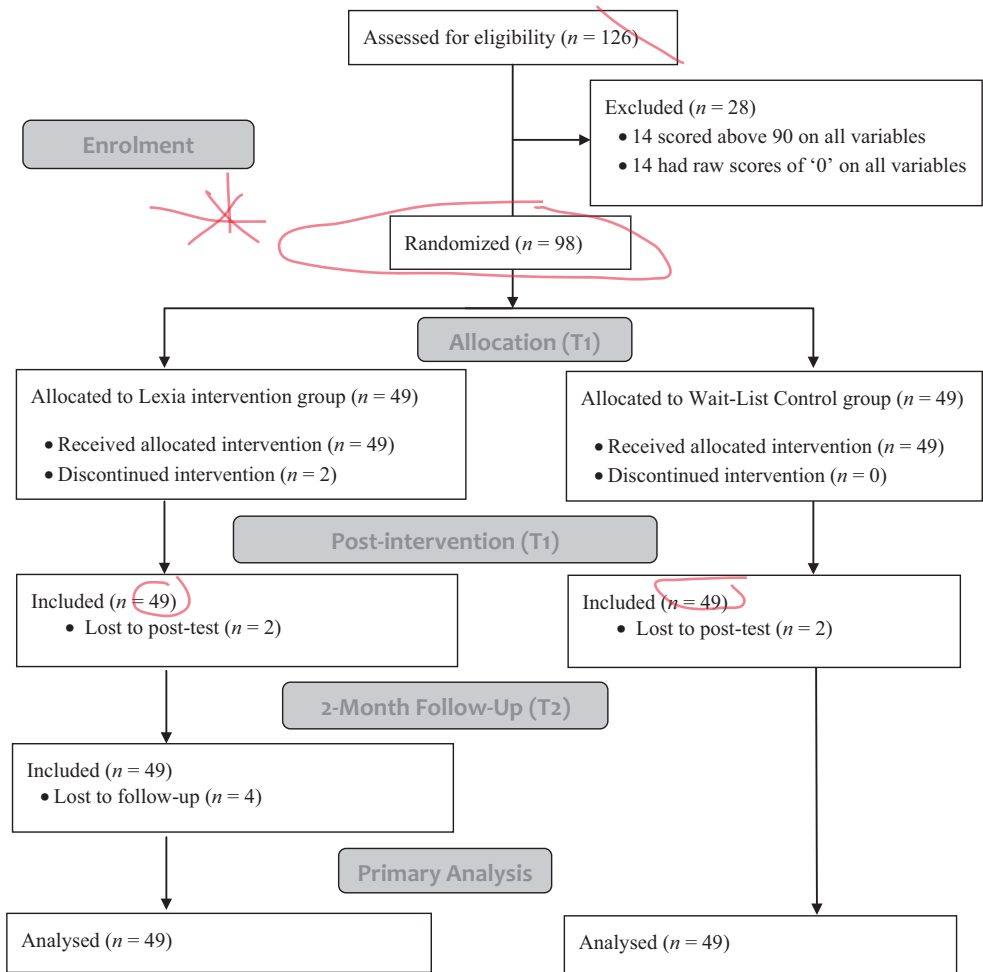 Assessed for eligibility (n = 126)
Excluded (n = 28)
• 14 scored above 90 on all variables
• 14 had raw scores of ‘0’ on all variables
Enrolment
Randomized (n = 98)
Allocation (T1)
Allocated to Lexia intervention group (n = 49)
• Received allocated intervention (n = 49)
• Discontinued intervention (n = 2)
Allocated to Wait-List Control group (n = 49)
• Received allocated intervention (n = 49)
• Discontinued intervention (n = 0)
Post-intervention (T1)
Included (n = 49)
• Lost to post-test (n = 2)
Included (n = 49)
• Lost to post-test (n = 2)
2-Month Follow-Up (T2)
Included (n = 49)
• Lost to follow-up (n = 4)
Primary Analysis
Analysed (n = 49)
Analysed (n = 49)